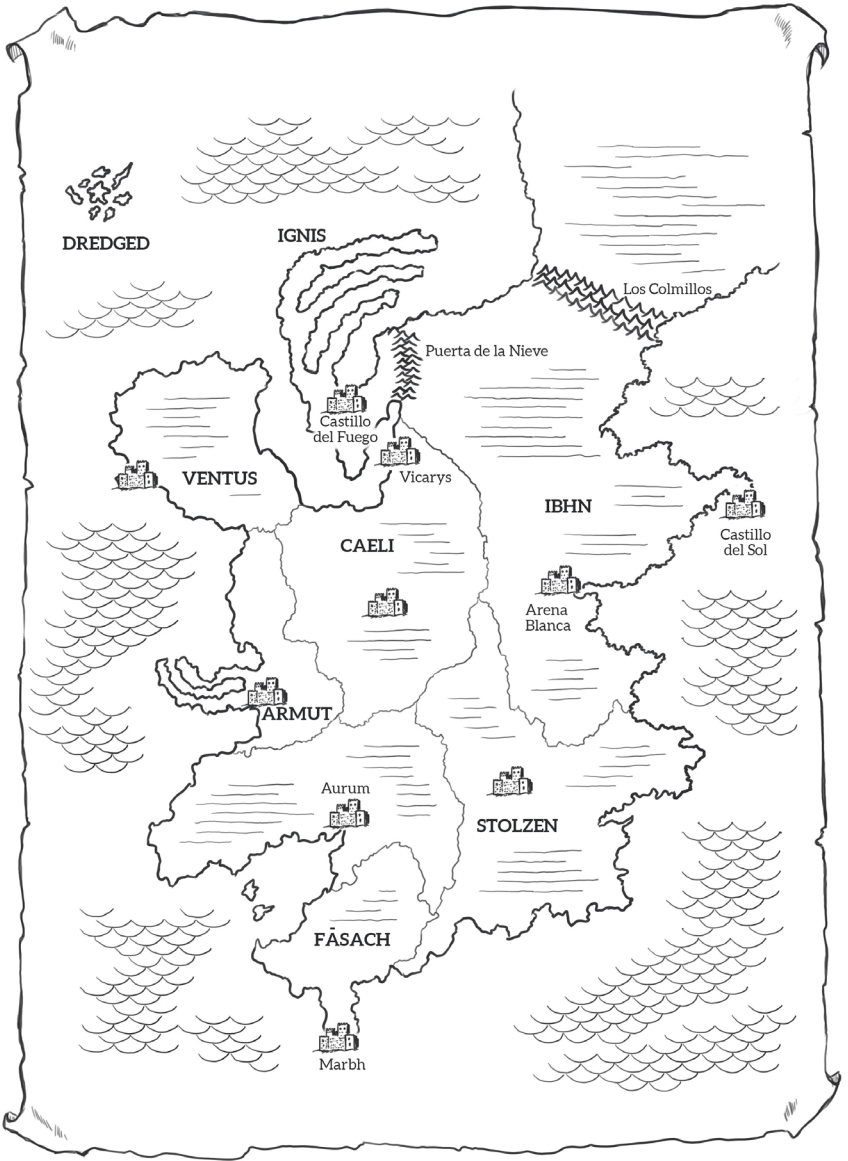 IGNIS
DREDGED
Los Colmillos
Puerta de la Nieve
Castillo
del Fuego
Vicarys
VENTUS
IBHN
CAELI
Castillo
del Sol
Arena
Blanca
ARMUT
Aurum
STOLZEN
FĀSACH
Marbh